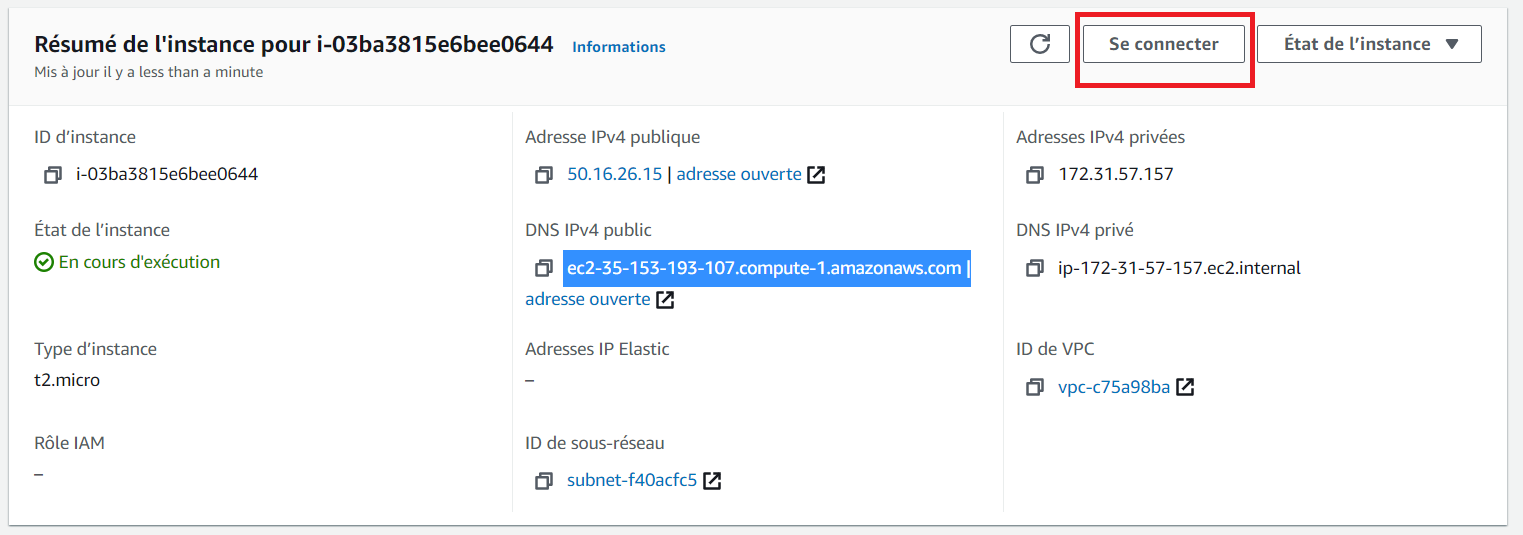 Résumé de l'instance pour i-03ba3815e6bee0644 Informations
Mis à jour il y a less than a minute
Se connecter
État de l’instance
ID d’instance
i-03ba3815e6bee0644
Adresse IPv4 publique
50.16.26.15 | adresse ouverte
Adresses IPv4 privées
172.31.57.157
État de l’instance
En cours d'exécution
DNS IPv4 public
ec2-35-153-193-107.compute-1.amazonaws.com |
adresse ouverte
DNS IPv4 privé
ip-172-31-57-157.ec2.internal
Type d’instance
t2.micro
Adresses IP Elastic
–
ID de VPC
vpc-c75a98ba
Rôle IAM
–
ID de sous-réseau
subnet-f40acfc5